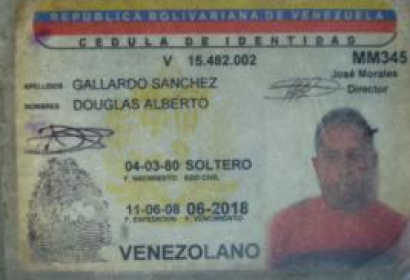 REPUBLICA BOLIVARIANA DE VENEZUELA
CEDULA DE IDENTIDAD
V 15.482.002 MM345
José Morales
Director
APELLIDOS GALLARDO SANCHEZ
NOMBRES DOUGLAS ALBERTO
04-03-80 SOLTERO
F. NACIMIENTO EDO CIVIL
11-06-08 06-2018
F. EXPEDICION F. VENCIMIENTO
VENEZOLANO